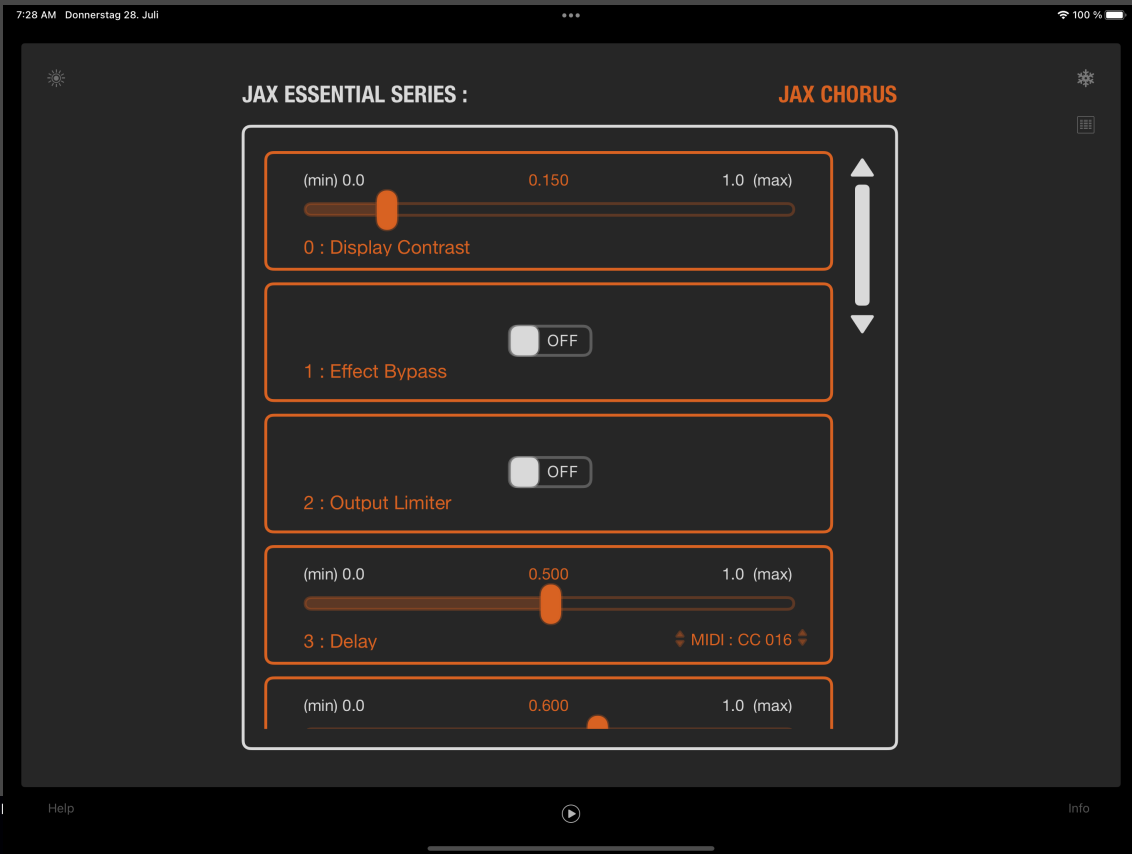 7:28 AM Donnerstag 28. Juli
100 %
JAX ESSENTIAL SERIES :
JAX CHORUS
(min) 0.0 0.150 1.0 (max)
0 : Display Contrast
OFF
1 : Effect Bypass
OFF
2 : Output Limiter
(min) 0.0 0.500 1.0 (max)
3 : Delay
MIDI : CC 016
(min) 0.0 0.600 1.0 (max)
Help
Info